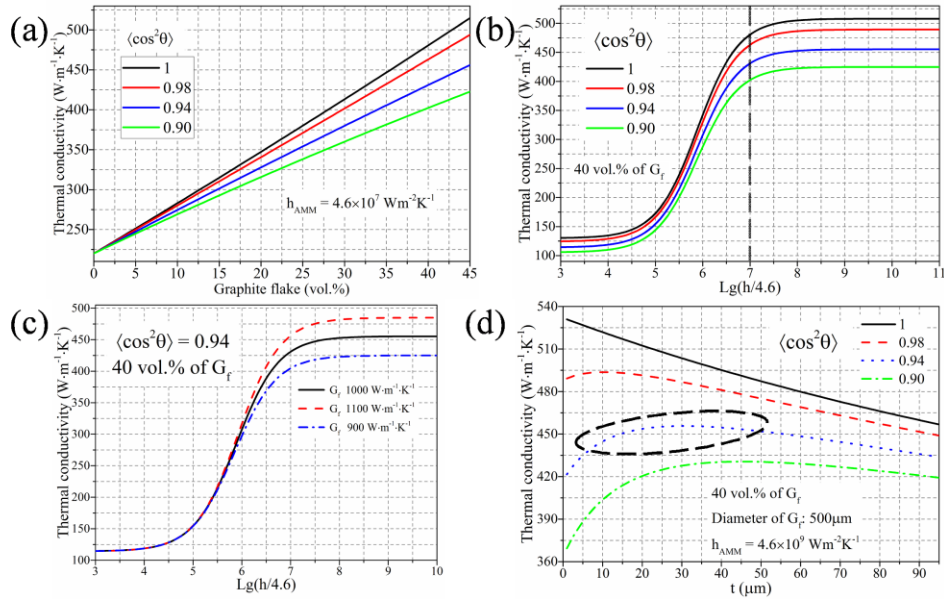 (a)
Thermal conductivity (W·m⁻¹·K⁻¹)
500
450
400
350
300
250
⟨cos²θ⟩
1
0.98
0.94
0.90
h_AMM = 4.6×10⁷ Wm⁻²K⁻¹
0 5 10 15 20 25 30 35 40 45
Graphite flake (vol.%)
(b)
Thermal conductivity (W·m⁻¹·K⁻¹)
500
450
400
350
300
250
200
150
100
⟨cos²θ⟩
1
0.98
0.94
0.90
40 vol.% of G_f
3 4 5 6 7 8 9 10 11
Lg(h/4.6)
(c)
Thermal conductivity (W·m⁻¹·K⁻¹)
500
450
400
350
300
250
200
150
100
⟨cos²θ⟩ = 0.94
40 vol.% of G_f
G_f 1000 W·m⁻¹·K⁻¹
G_f 1100 W·m⁻¹·K⁻¹
G_f 900 W·m⁻¹·K⁻¹
3 4 5 6 7 8 9 10
Lg(h/4.6)
(d)
Thermal conductivity (W·m⁻¹·K⁻¹)
540
510
480
450
420
390
360
⟨cos²θ⟩
1
0.98
0.94
0.90
40 vol.% of G_f
Diameter of G_f: 500μm
h_AMM = 4.6×10⁹ Wm⁻²K⁻¹
0 10 20 30 40 50 60 70 80 90
t (μm)